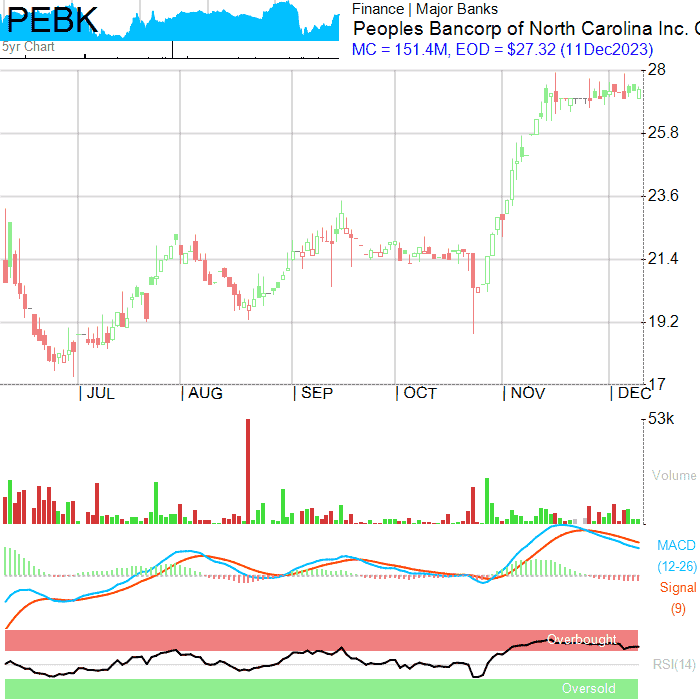 PEBK
5yr Chart
Finance | Major Banks
Peoples Bancorp of North Carolina Inc. C
MC = 151.4M, EOD = $27.32 (11Dec2023)
28
25.8
23.6
21.4
19.2
17
| JUL | AUG | SEP | OCT | NOV | DEC
53k
Volume
MACD
(12-26)
Signal
(9)
Overbought
RSI(14)
Oversold